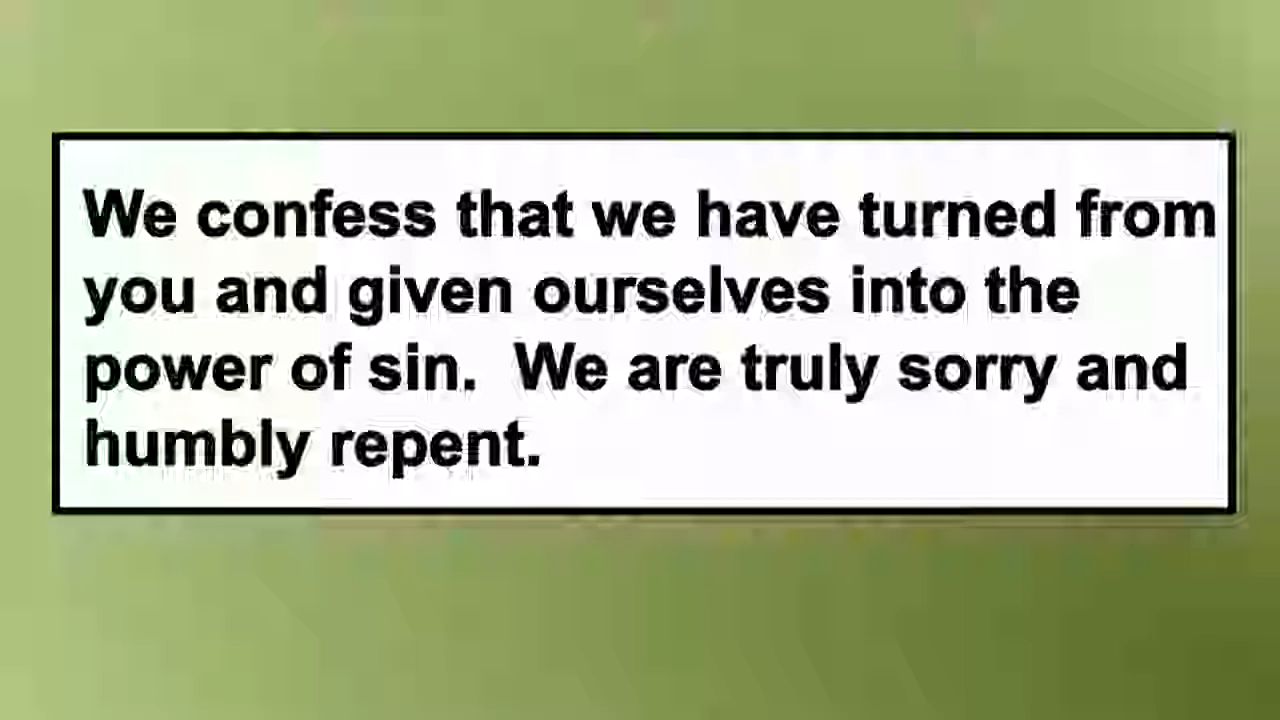 We confess that we have turned from
you and given ourselves into the
power of sin.  We are truly sorry and
humbly repent.